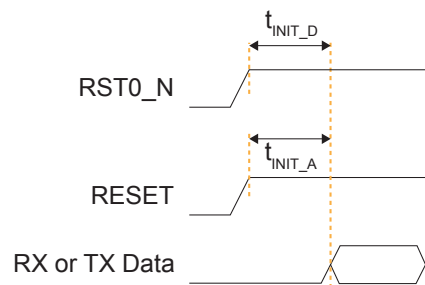 tINIT_D
RST0_N
tINIT_A
RESET
RX or TX Data